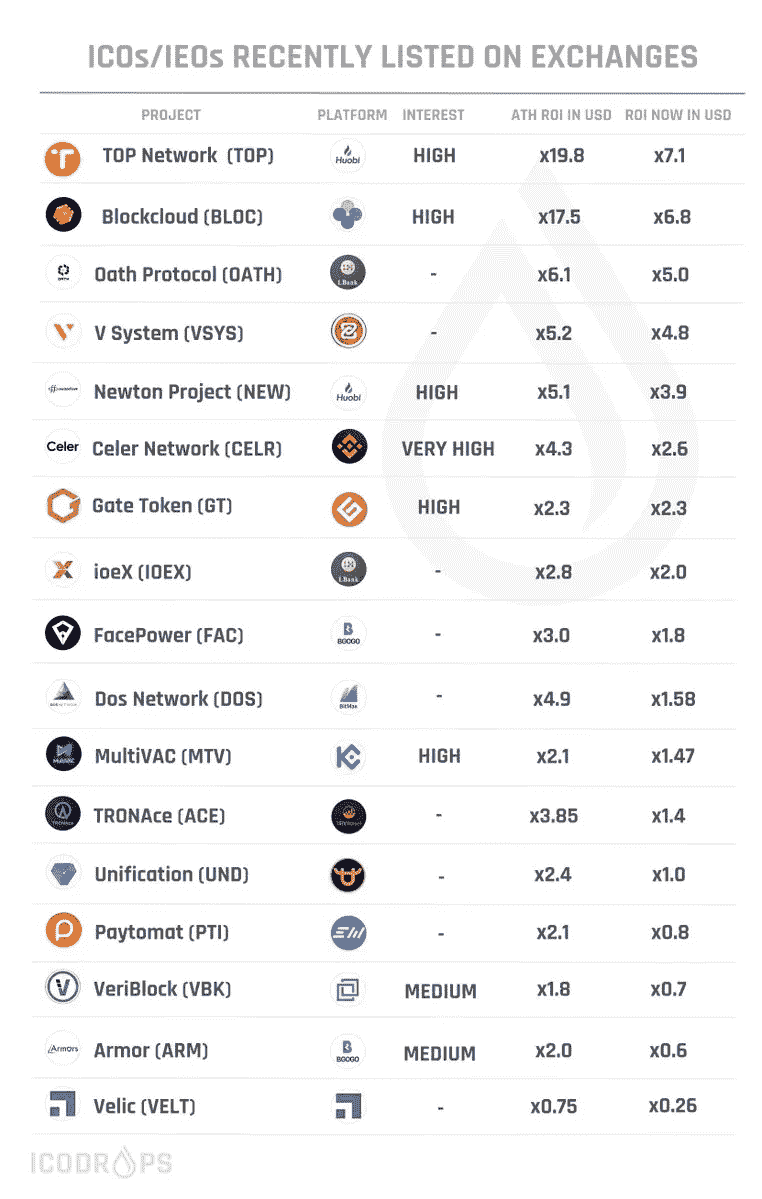 ICOs/IEOs RECENTLY LISTED ON EXCHANGES
PROJECT PLATFORM INTEREST ATH ROI IN USD ROI NOW IN USD
TOP Network (TOP) Huobi HIGH x19.8 x7.1
Blockcloud (BLOC) HIGH x17.5 x6.8
Oath Protocol (OATH) LBank - x6.1 x5.0
V System (VSYS) - x5.2 x4.8
Newton Project (NEW) Huobi HIGH x5.1 x3.9
Celer Celer Network (CELR) VERY HIGH x4.3 x2.6
Gate Token (GT) HIGH x2.3 x2.3
ioeX (IOEX) LBank - x2.8 x2.0
FacePower (FAC) BGOGO - x3.0 x1.8
DOS NETWORK Dos Network (DOS) BitMax - x4.9 x1.58
MultiVAC MultiVAC (MTV) HIGH x2.1 x1.47
TRONAce TRONAce (ACE) - x3.85 x1.4
Unification (UND) - x2.4 x1.0
Paytomat (PTI) - x2.1 x0.8
VeriBlock (VBK) MEDIUM x1.8 x0.7
Armors Armor (ARM) BGOGO MEDIUM x2.0 x0.6
Velic (VELT) - x0.75 x0.26
ICODROPS